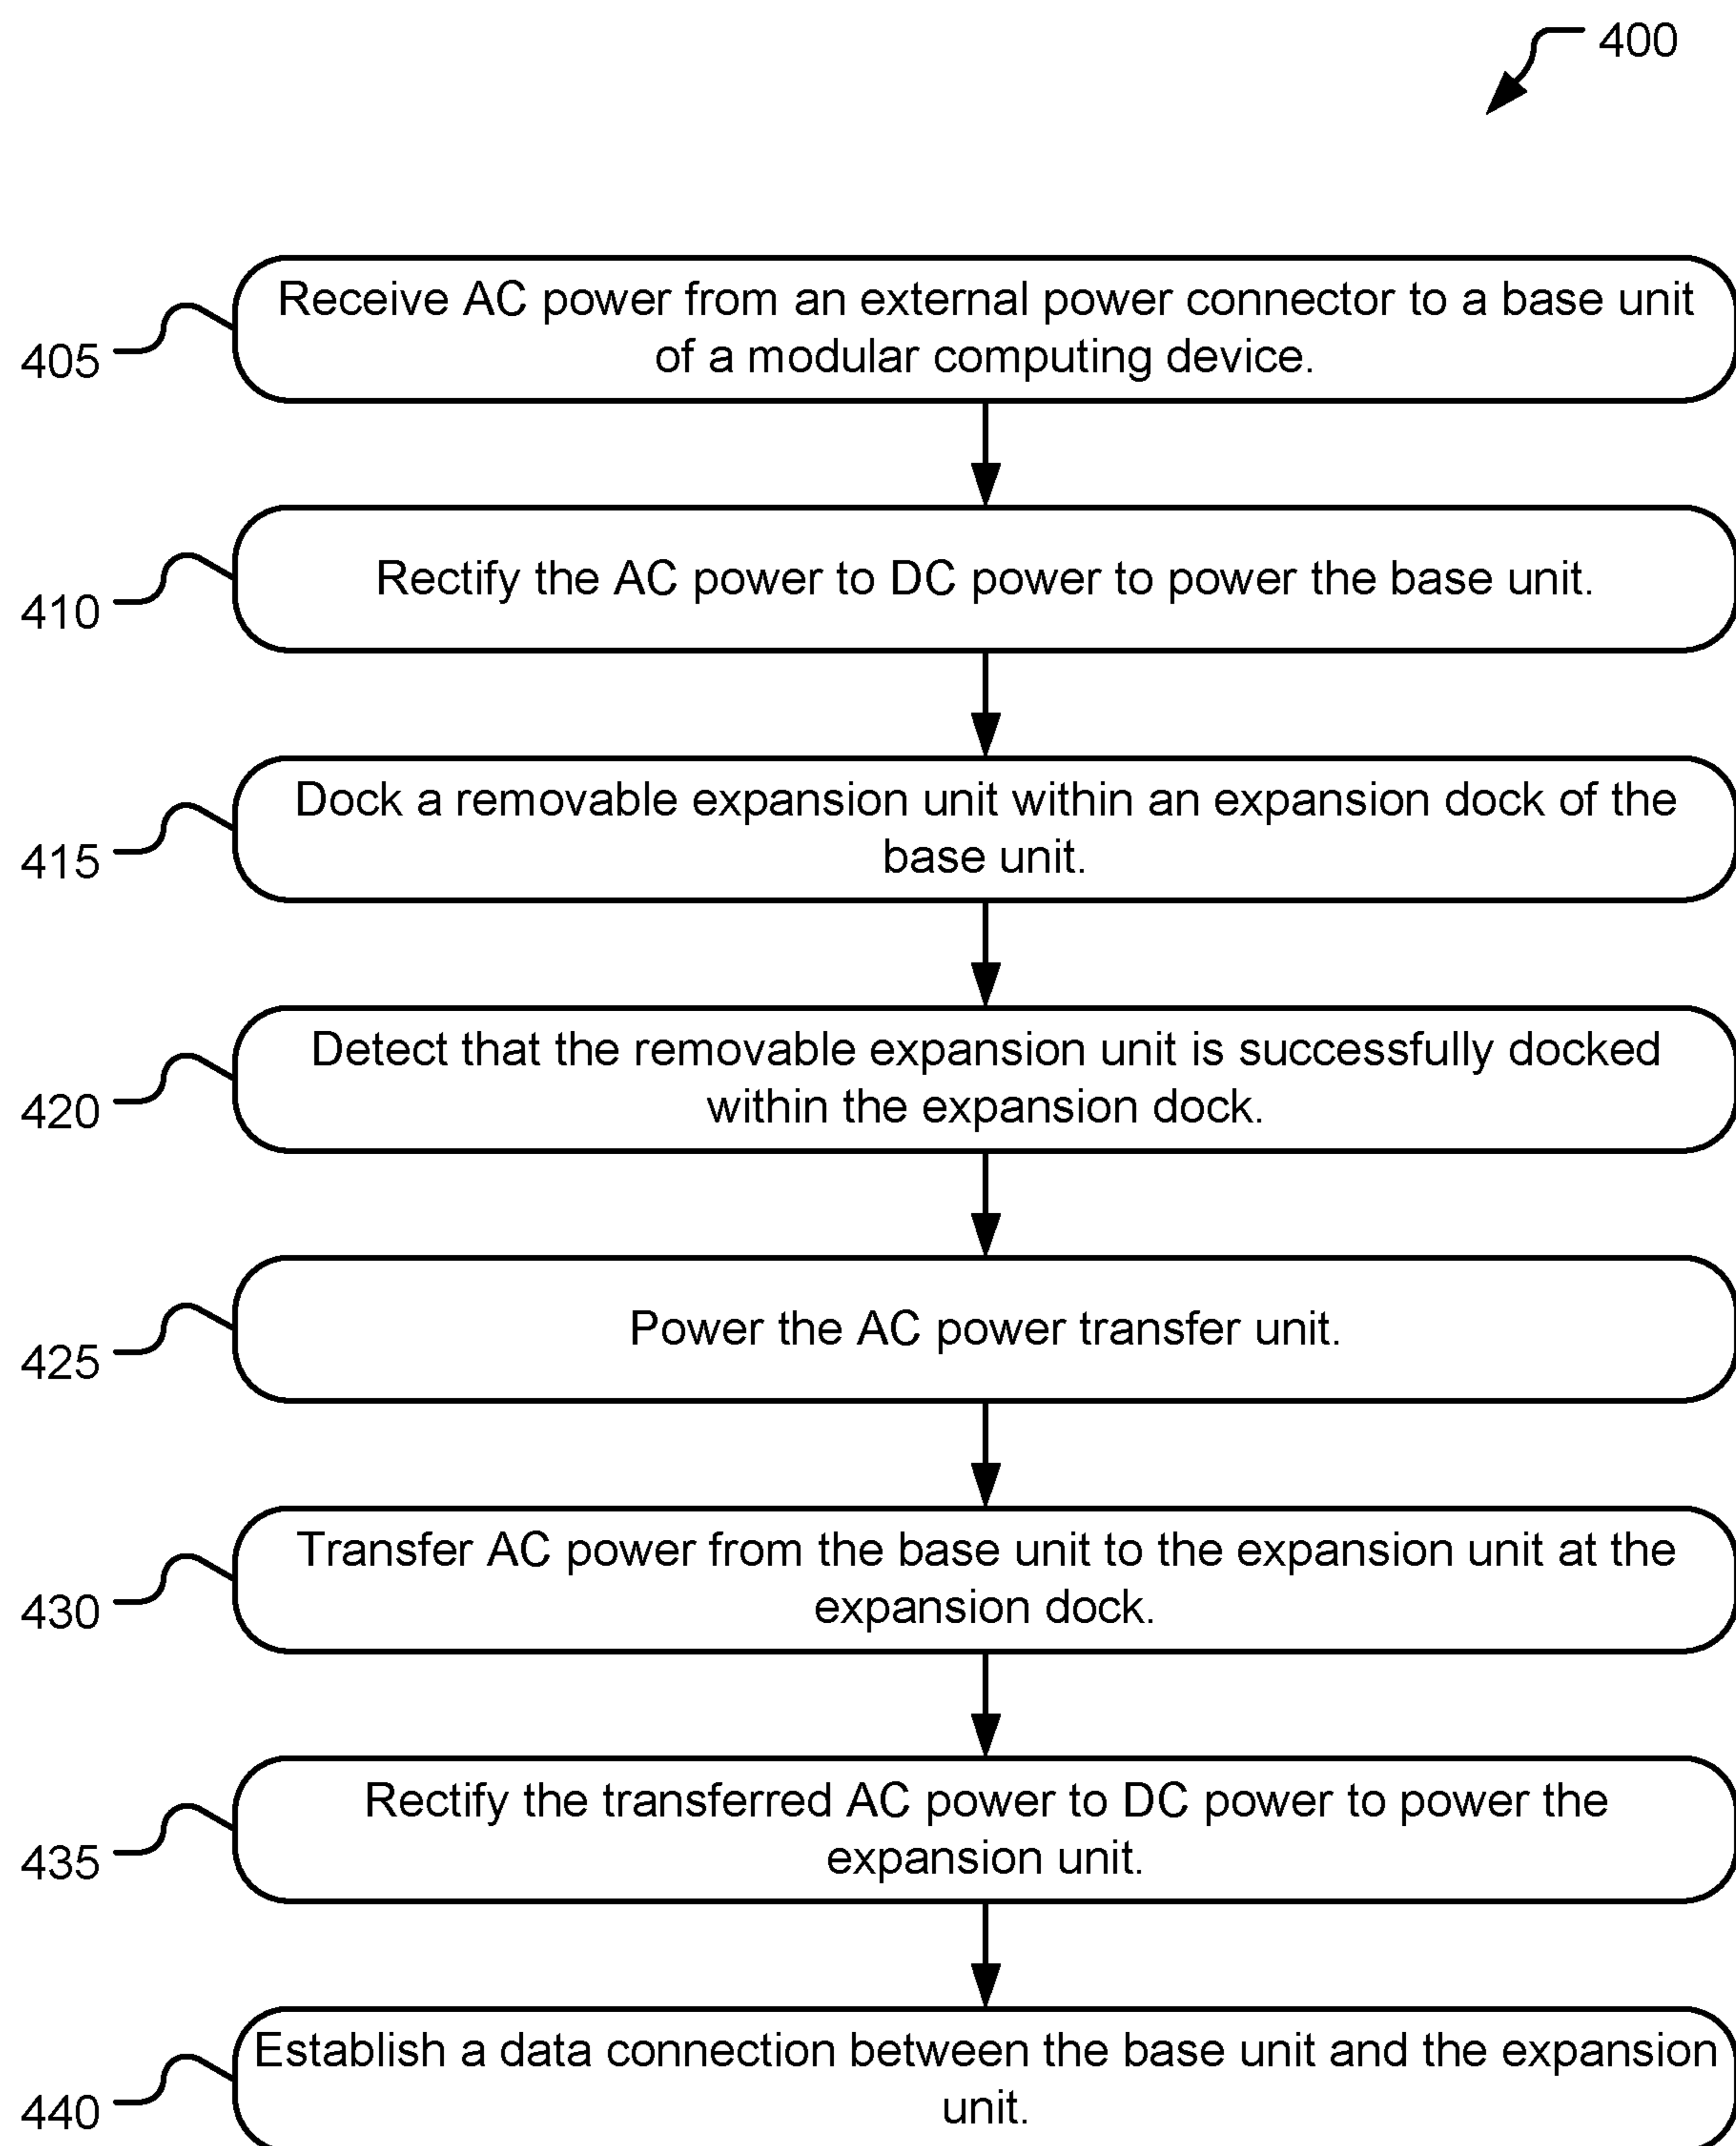 400
Receive AC power from an external power connector to a base unit
of a modular computing device.
405
Rectify the AC power to DC power to power the base unit.
410
Dock a removable expansion unit within an expansion dock of the
base unit.
415
Detect that the removable expansion unit is successfully docked
within the expansion dock.
420
Power the AC power transfer unit.
425
Transfer AC power from the base unit to the expansion unit at the
expansion dock.
430
Rectify the transferred AC power to DC power to power the
expansion unit.
435
Establish a data connection between the base unit and the expansion
unit.
440